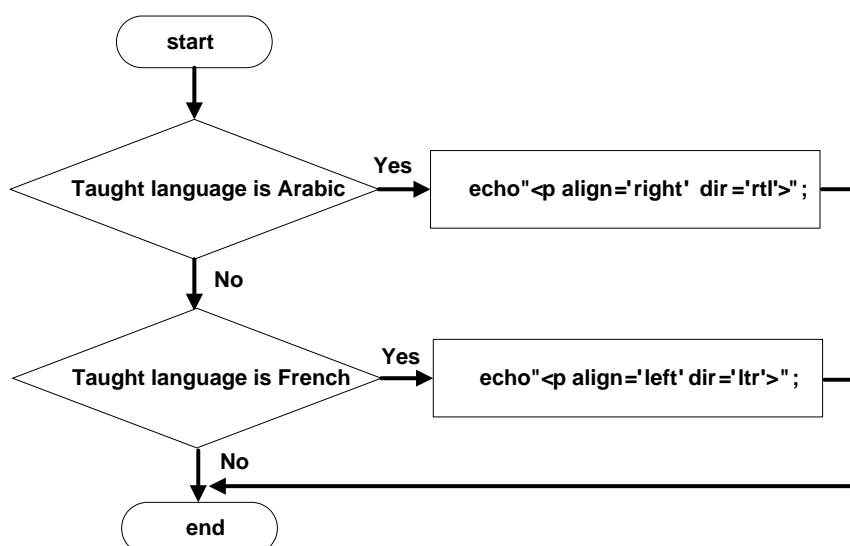 start
Taught language is Arabic
Yes
echo"<p align='right' dir='rtl'>";
No
Taught language is French
Yes
echo"<p align='left' dir='ltr'>";
No
end